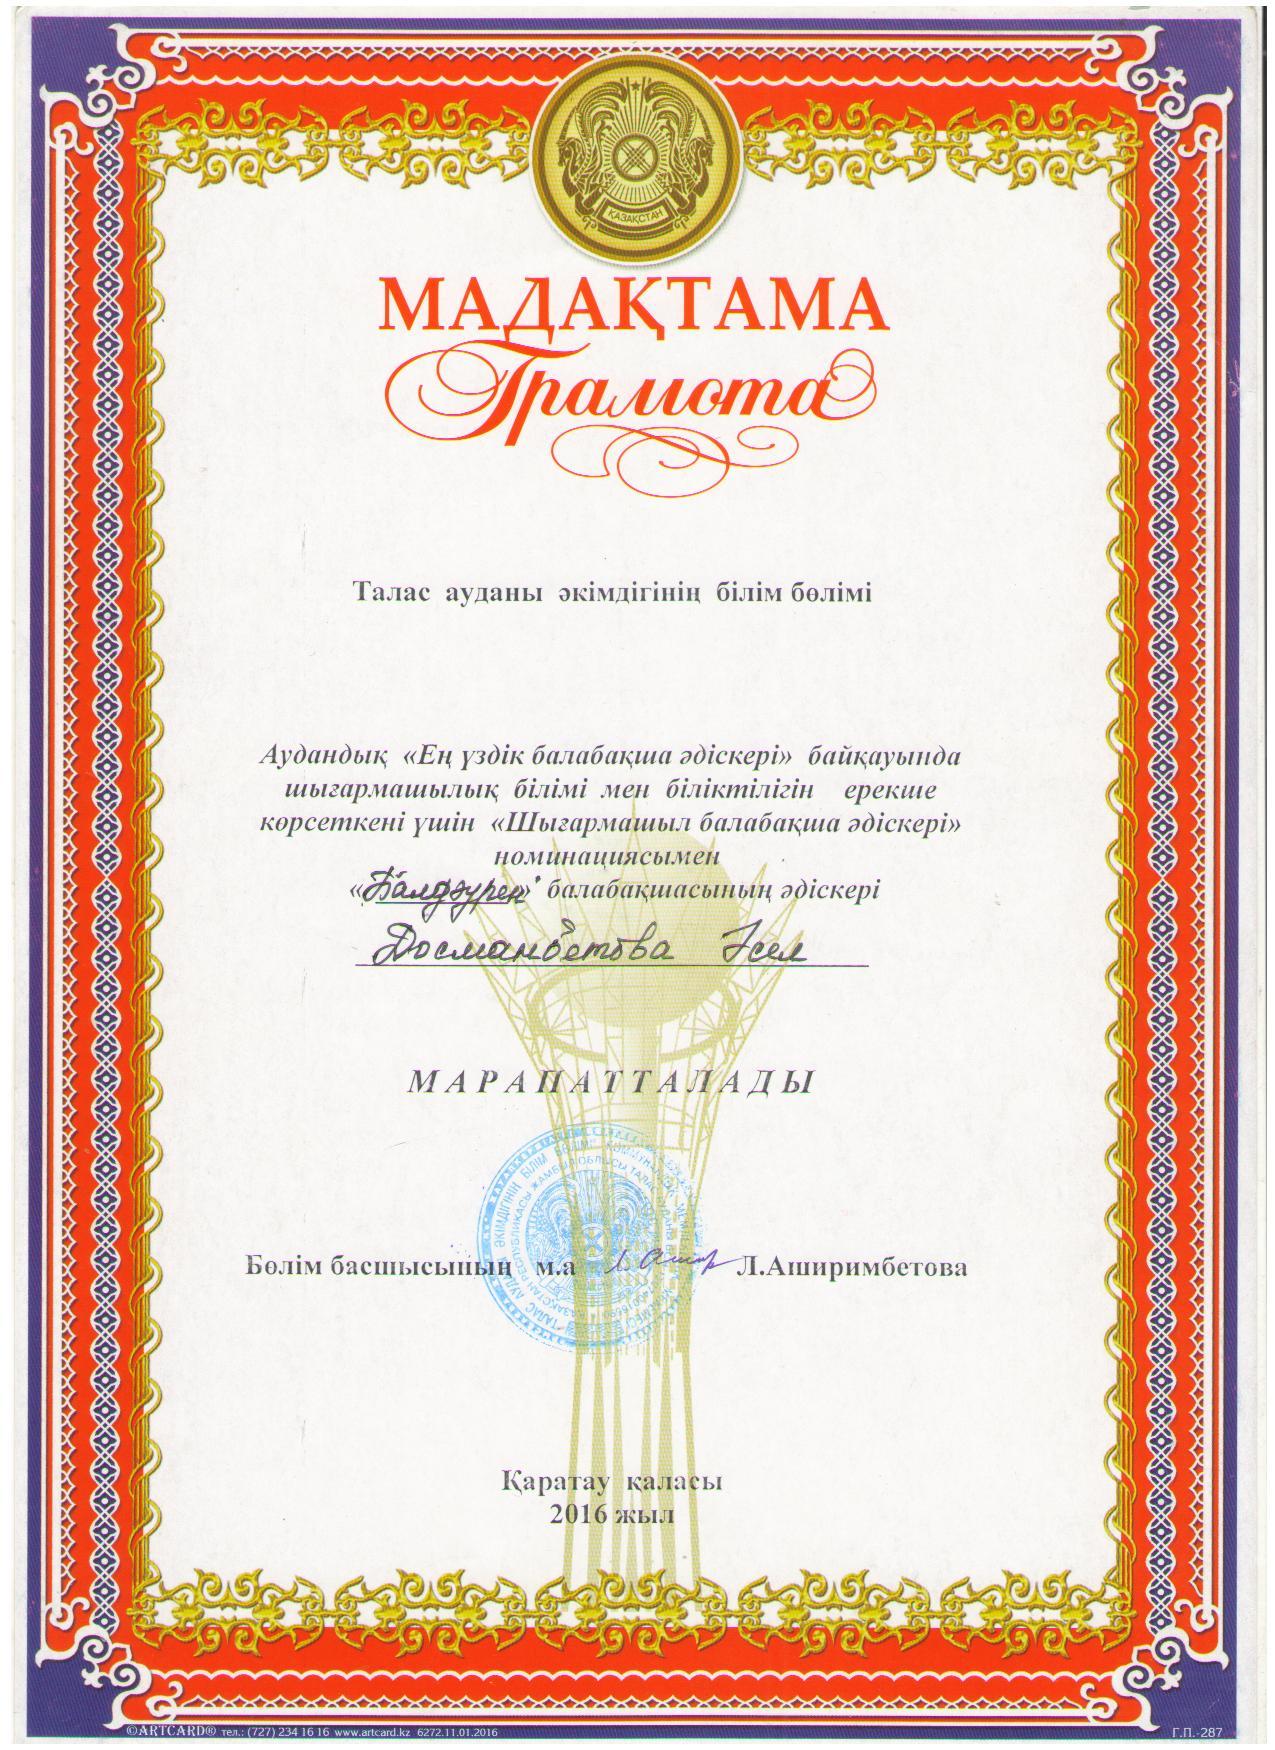 ҚАЗАҚСТАН
МАДАҚТАМА
Грамота
Талас ауданы әкімдігінің білім бөлімі
Аудандық «Ең үздік балабақша әдіскері» байқауында
шығармашылық білімі мен біліктілігін ерекше
көрсеткені үшін «Шығармашыл балабақша әдіскері»
номинациясымен
«Балдәурен» балабақшасының әдіскері
Досманбетова Әсел
МАРАПАТТАЛАДЫ
Бөлім басшысының м.а Л.Аширимбетова
Қаратау қаласы
2016 жыл
©ARTCARD® тел.: (727) 234 16 16 www.artcard.kz 6272.11.01.2016
Г.П.-287